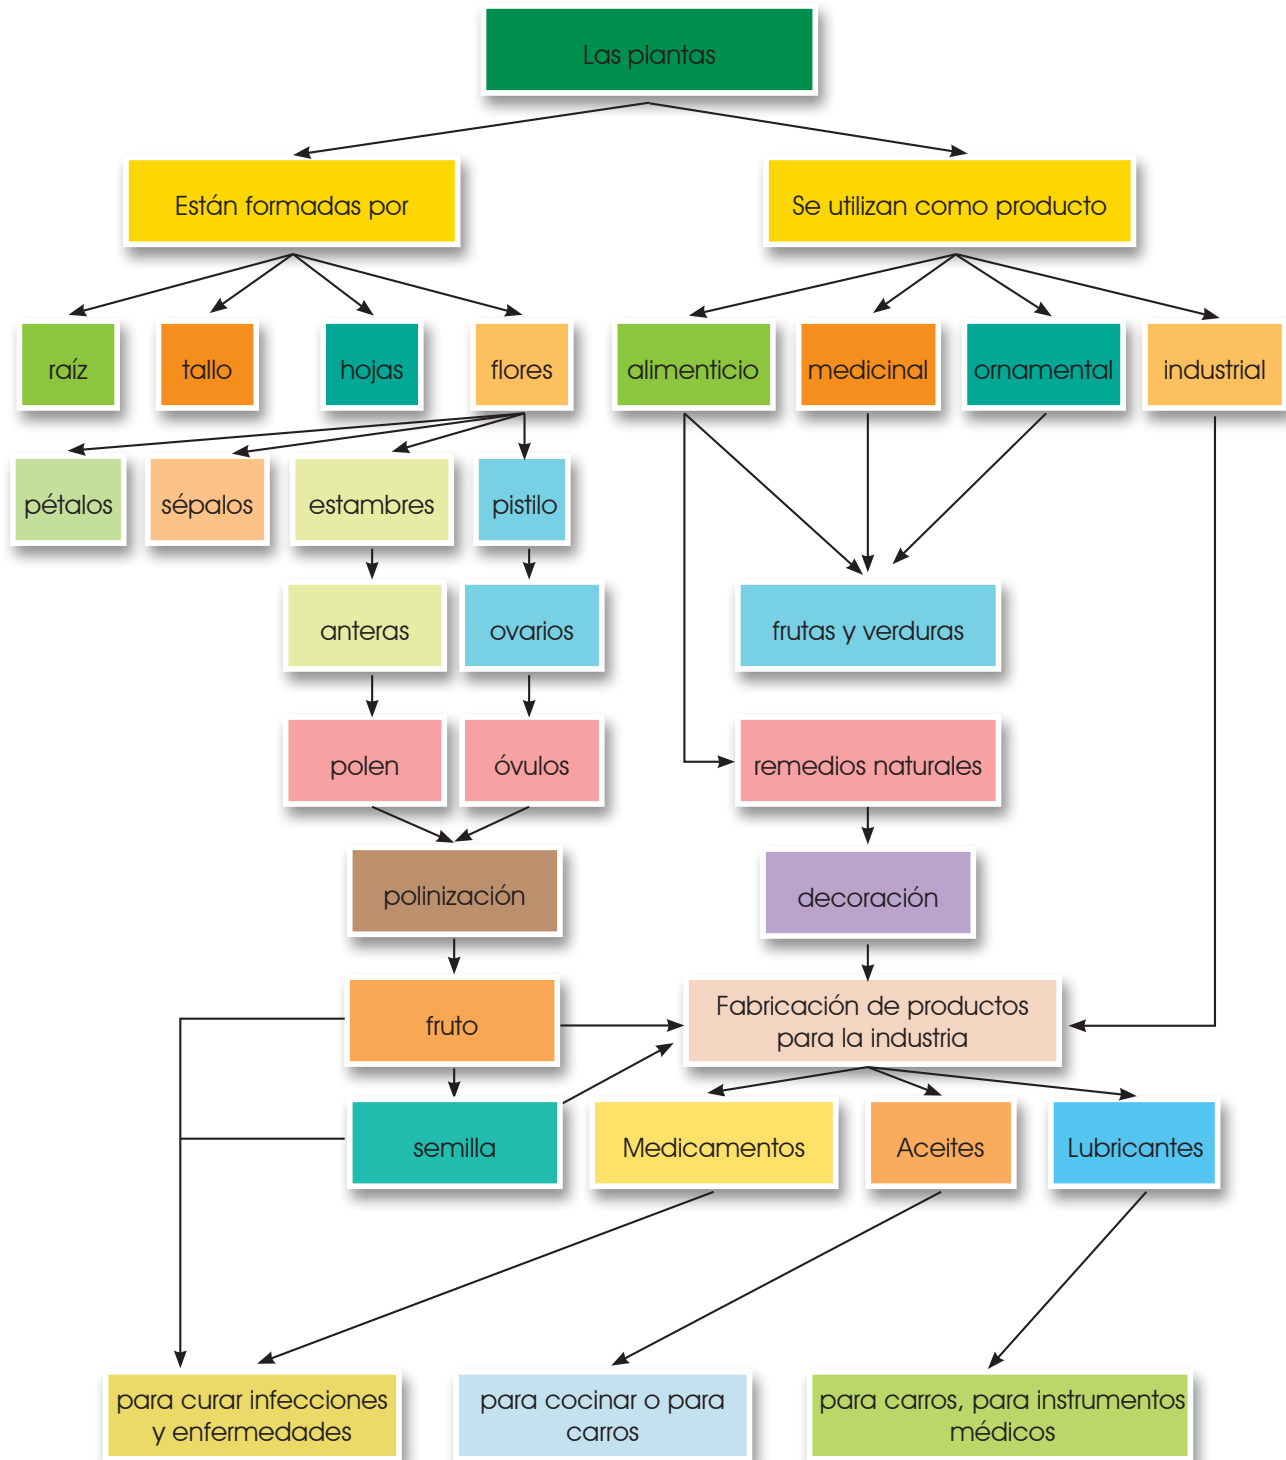 Las plantas
Están formadas por
Se utilizan como producto
raíz
tallo
hojas
flores
alimenticio
medicinal
ornamental
industrial
pétalos
sépalos
estambres
pistilo
anteras
ovarios
frutas y verduras
polen
óvulos
remedios naturales
polinización
decoración
fruto
Fabricación de productos
para la industria
semilla
Medicamentos
Aceites
Lubricantes
para curar infecciones
y enfermedades
para cocinar o para
carros
para carros, para instrumentos
médicos